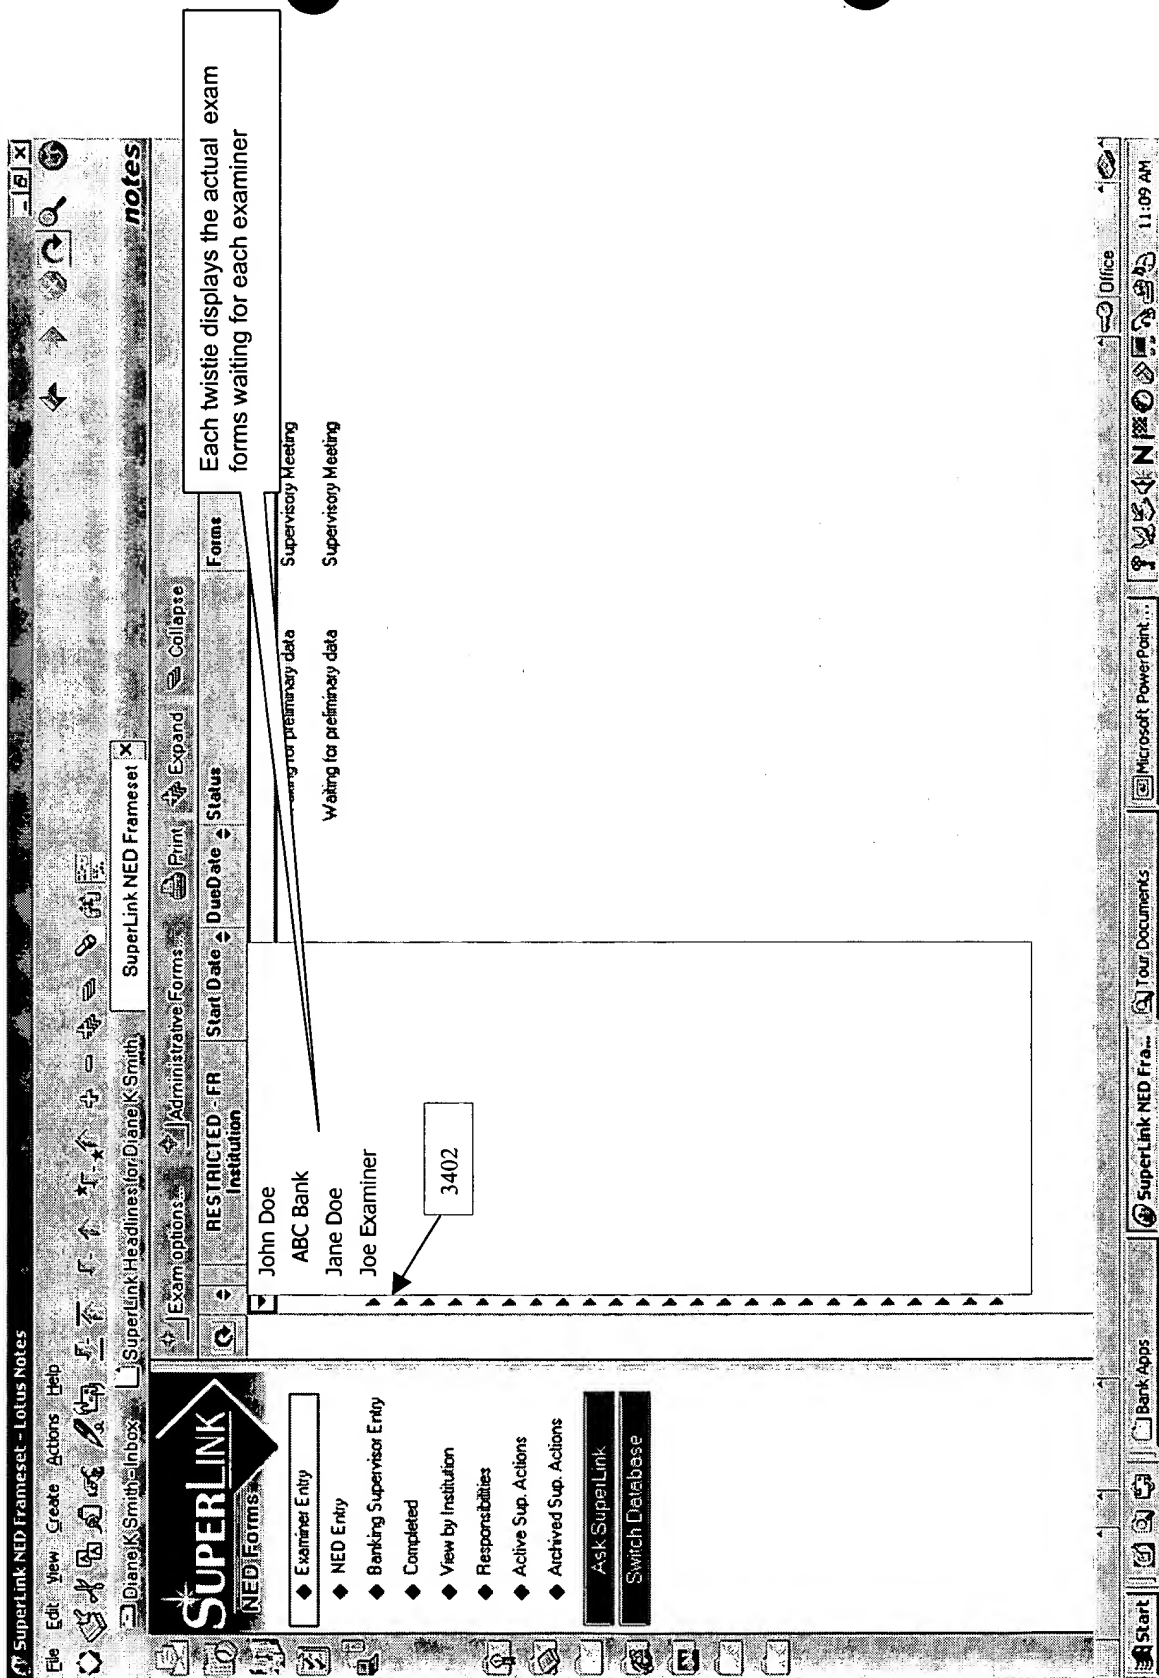 SuperLink NED Frameset - Lotus Notes
File Edit View Create Actions Help
Diane K Smith - Inbox
SuperLink Headlines for Diane K Smith
SuperLink NED Frameset
notes
SUPERLINK
NED Forms
Exam options...
Administrative Forms...
Print
Expand
Collapse
RESTRICTED - FR
Institution
Start Date
DueDate
Status
Forms
Each twistie displays the actual exam
forms waiting for each examiner
Examiner Entry
NED Entry
Banking Supervisor Entry
Completed
View by Institution
Responsibilities
Active Sup. Actions
Archived Sup. Actions
Ask SuperLink
Switch Database
John Doe
ABC Bank
Jane Doe
Joe Examiner
3402
for preliminary data
Supervisory Meeting
Waiting for preliminary data
Supervisory Meeting
Office
Start
Bank Apps
SuperLink NED Fra...
Tour Documents
Microsoft PowerPoint...
11:09 AM